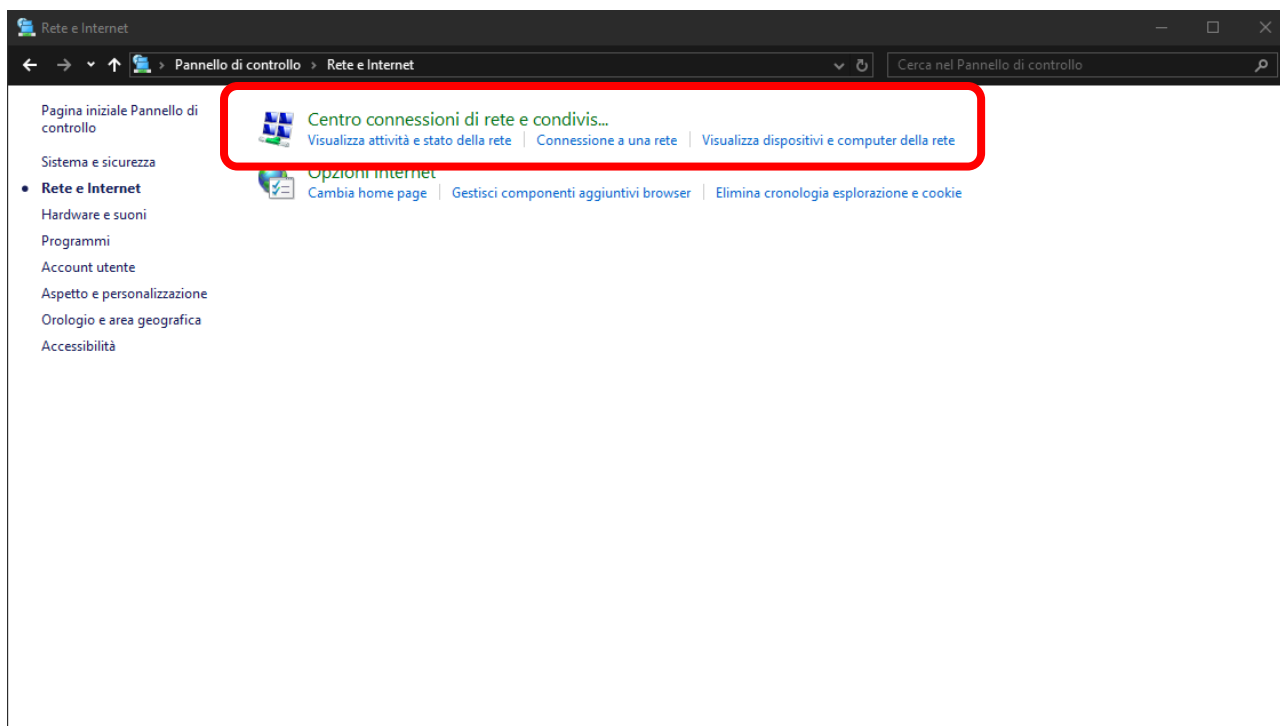 Rete e Internet
Pannello di controllo > Rete e Internet
Cerca nel Pannello di controllo
Pagina iniziale Pannello di
controllo
Sistema e sicurezza
Rete e Internet
Hardware e suoni
Programmi
Account utente
Aspetto e personalizzazione
Orologio e area geografica
Accessibilità
Centro connessioni di rete e condivis...
Visualizza attività e stato della rete | Connessione a una rete | Visualizza dispositivi e computer della rete
Opzioni Internet
Cambia home page | Gestisci componenti aggiuntivi browser | Elimina cronologia esplorazione e cookie